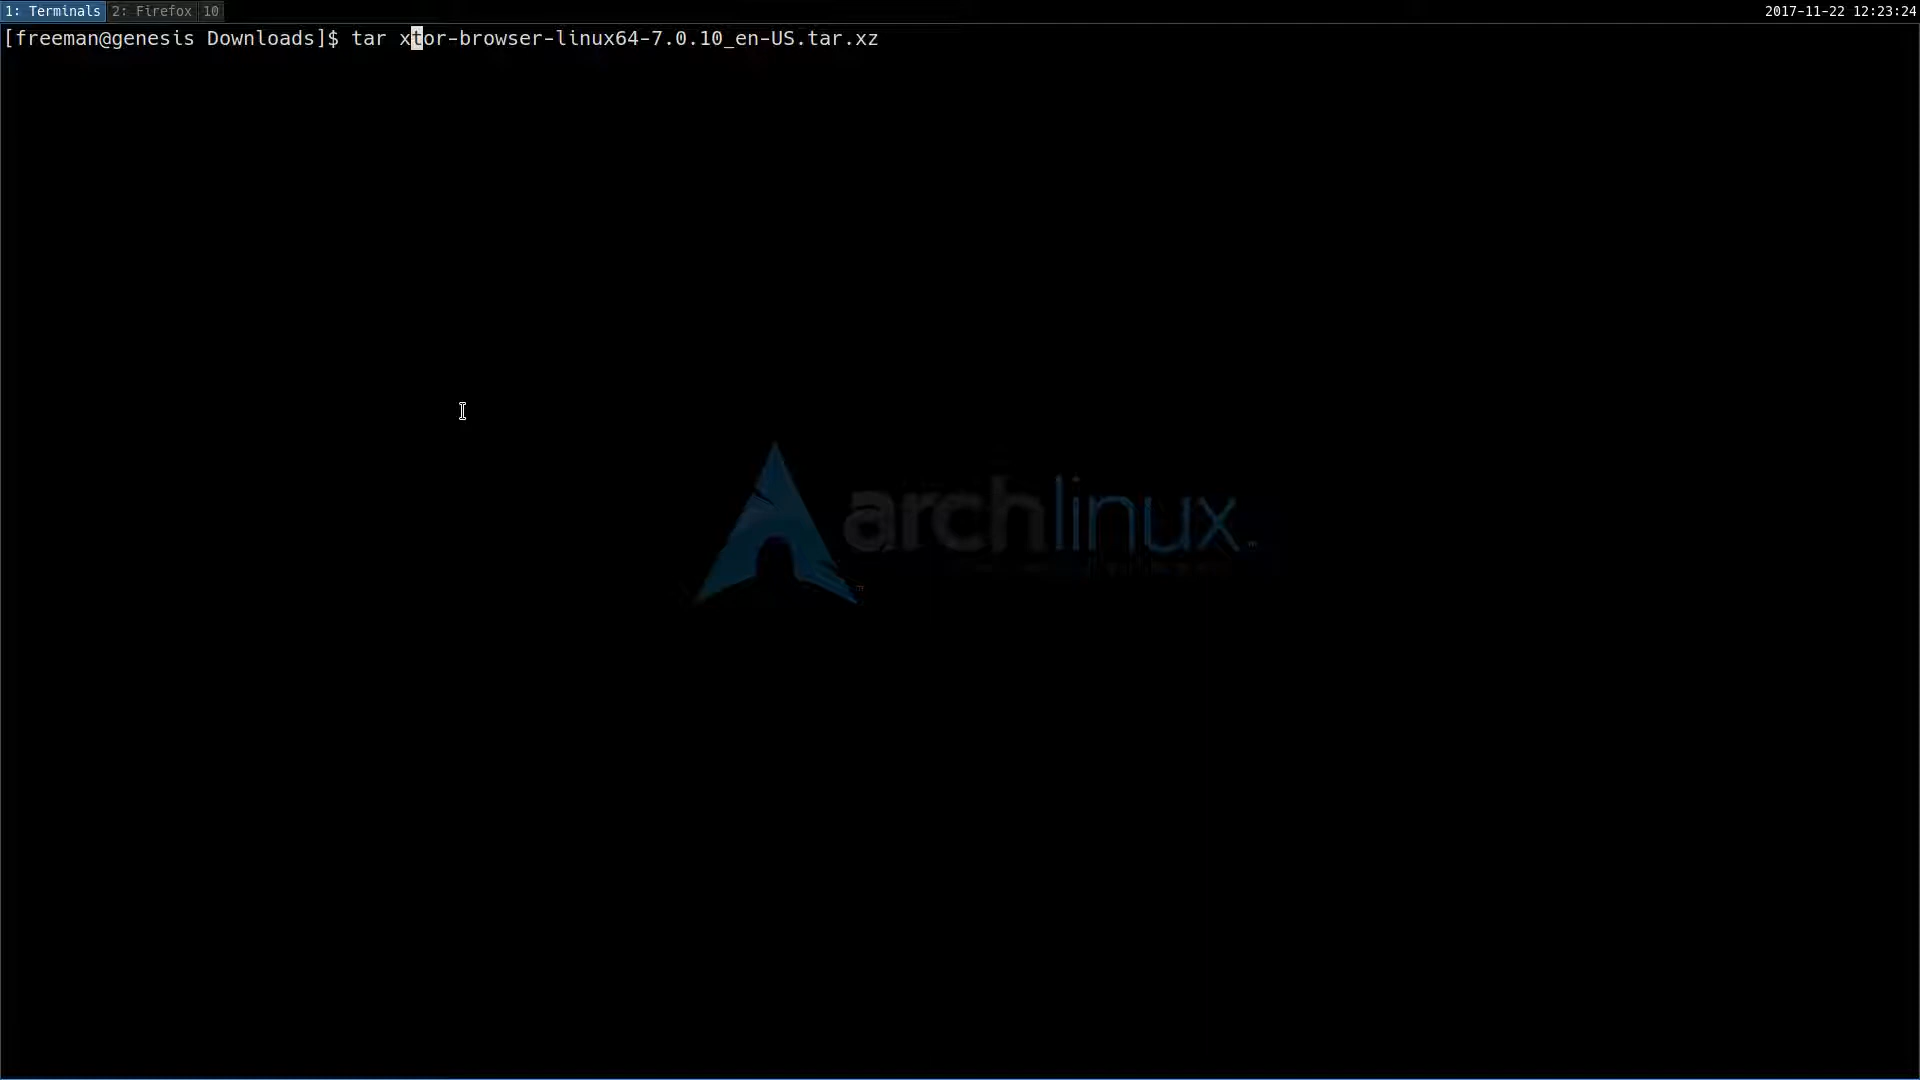 1: Terminals 2: Firefox 10 2017-11-22 12:23:24
[freeman@genesis Downloads]$ tar xtor-browser-linux64-7.0.10_en-US.tar.xz
archlinux